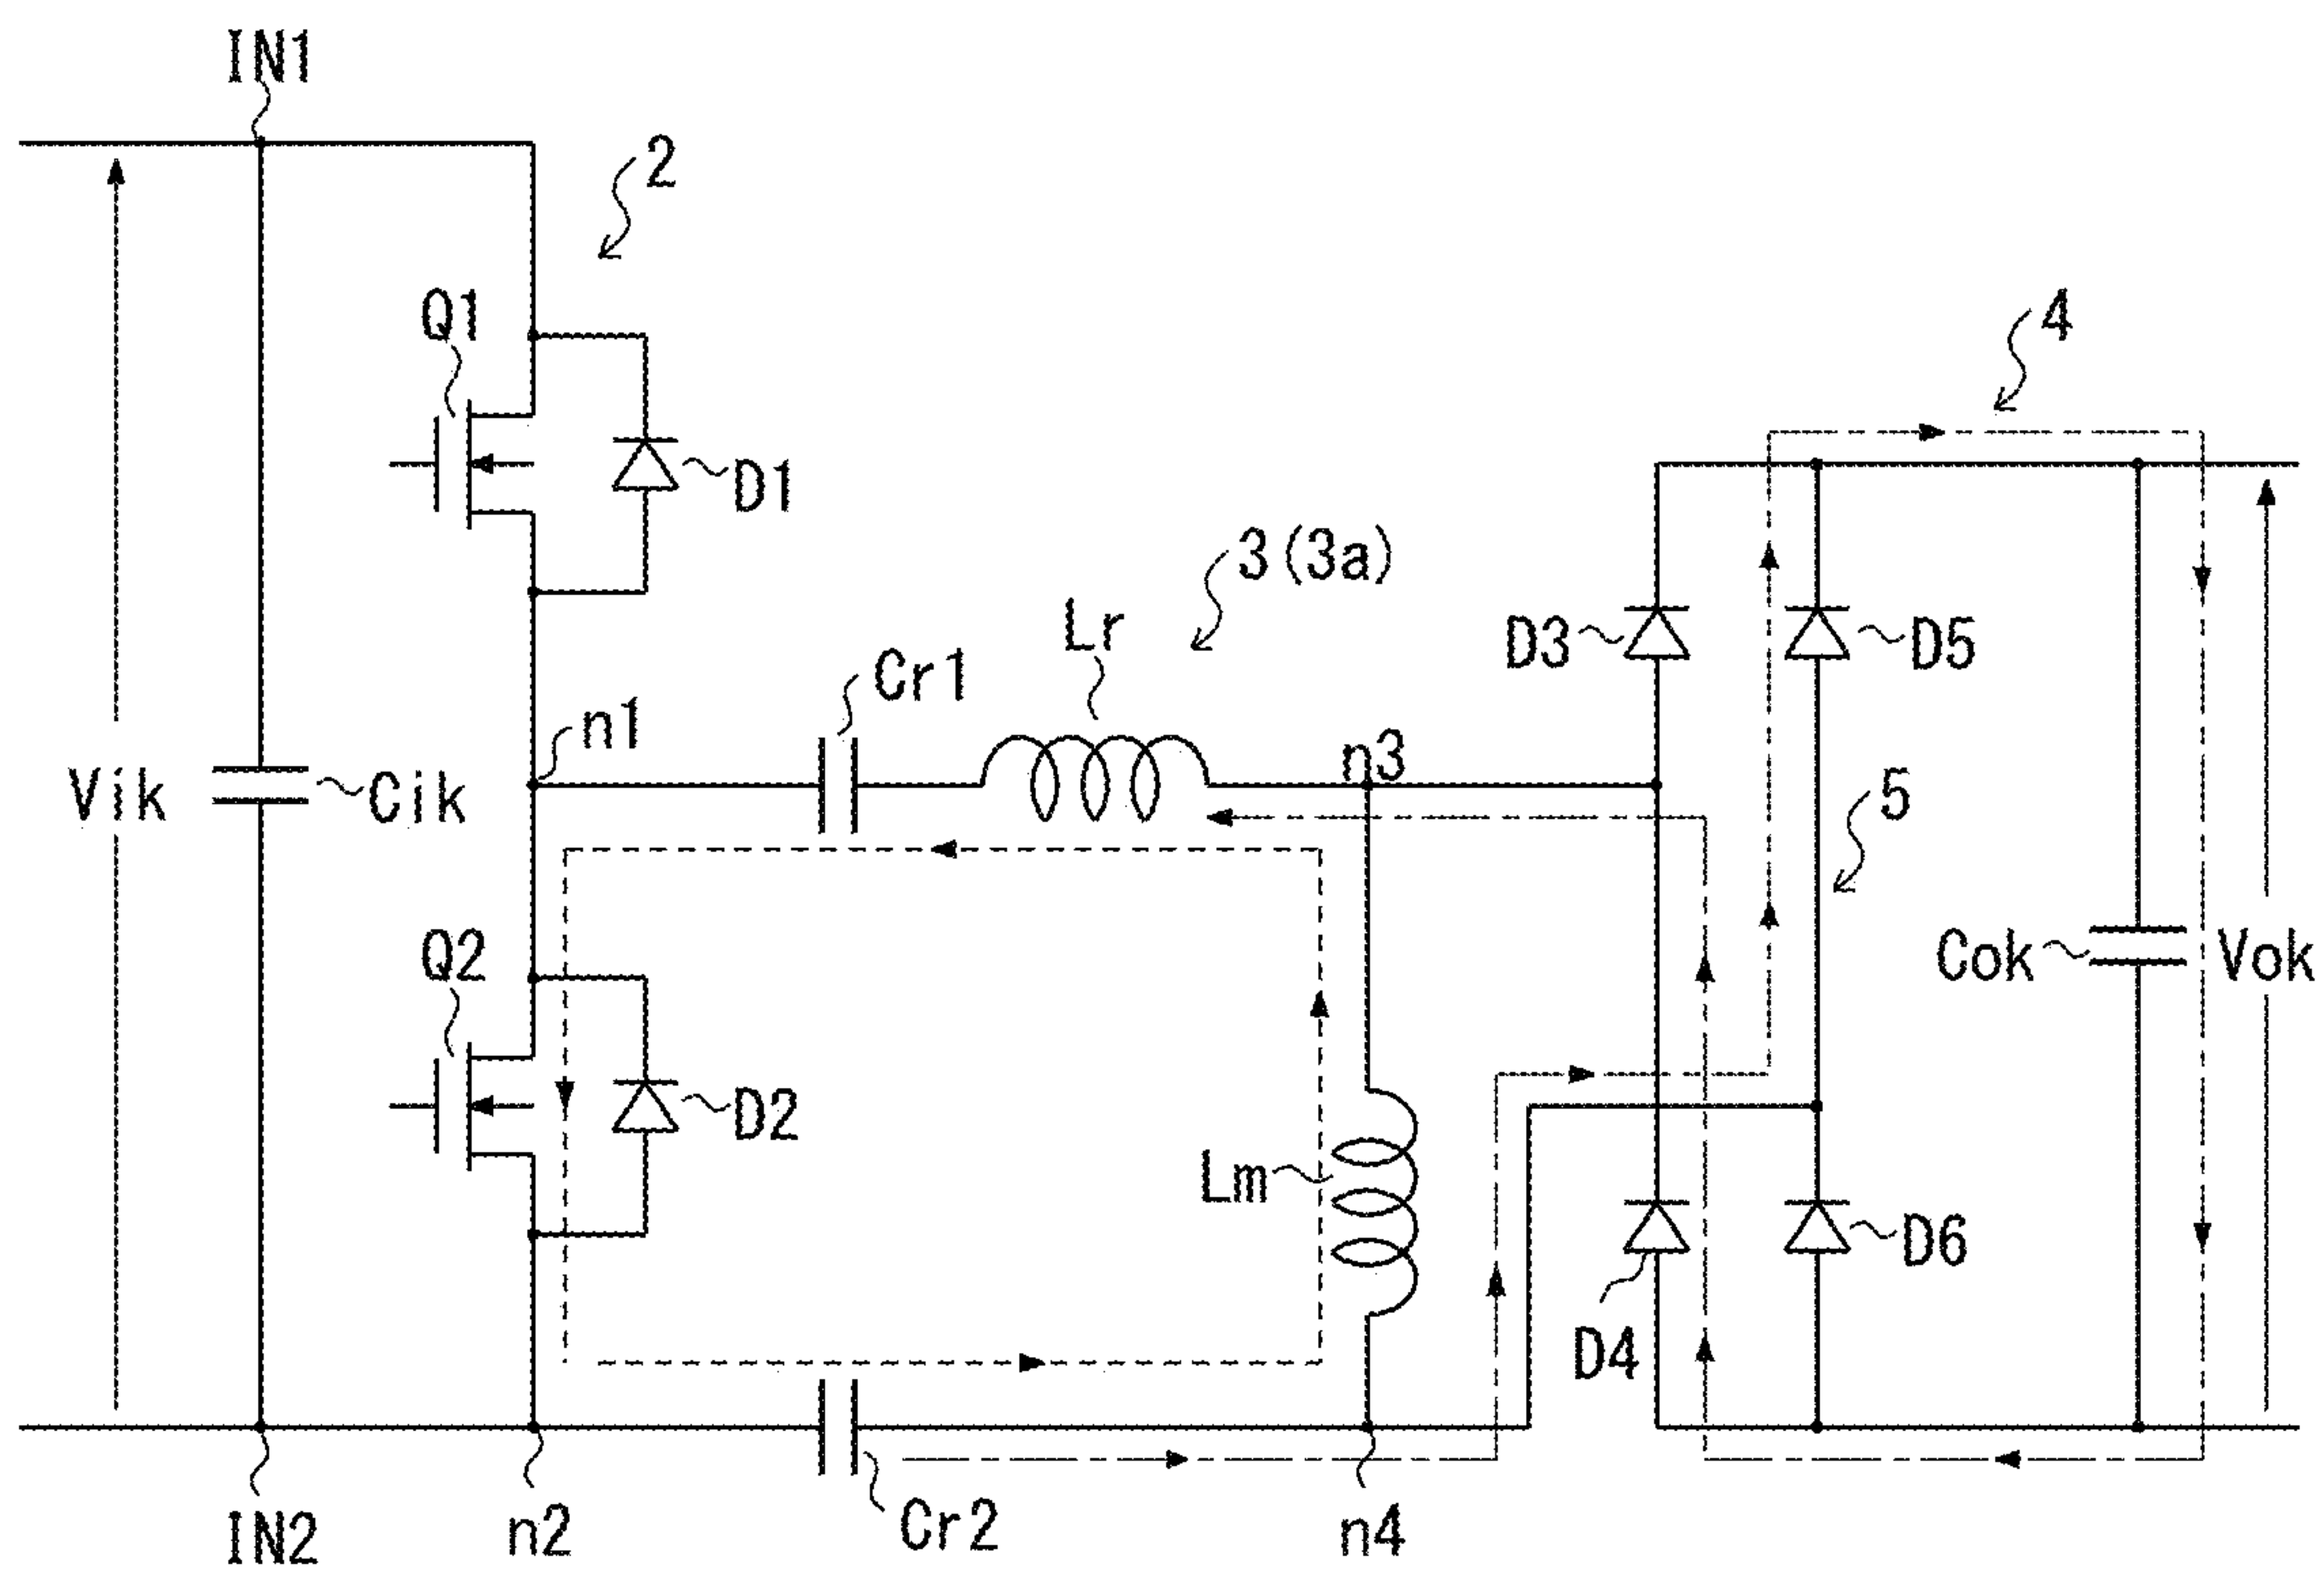 IN1
2
Q1
4
D1
3(3a)
Lr
D3
D5
Cr1
n1
n3
Vik
Cik
5
Q2
Cok
Vok
D2
Lm
D6
D4
IN2
n2
Cr2
n4